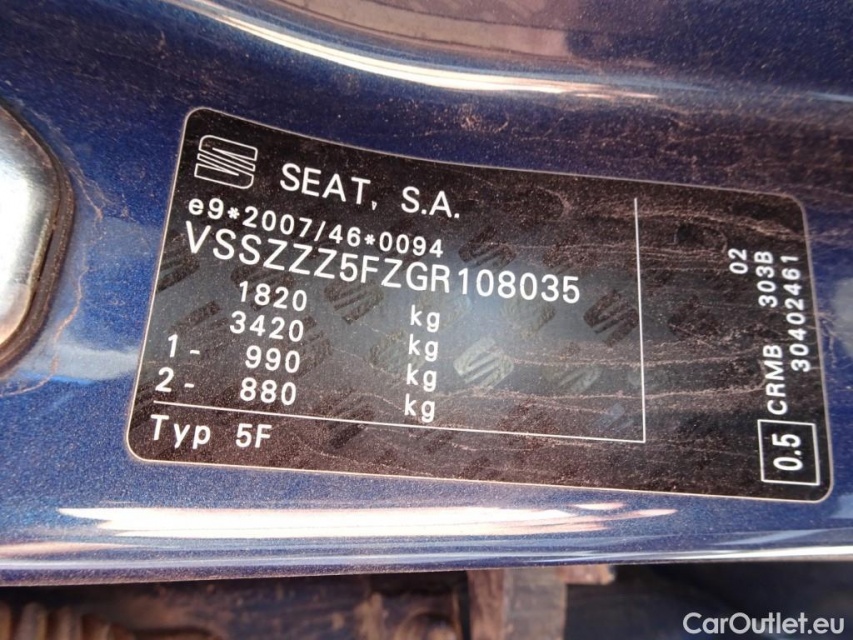 SEAT, S.A.
e9*2007/46*0094
VSSZZZ5FZGR108035
1820 kg
3420 kg
1- 990 kg
2- 880 kg
Typ 5F
02
CRMB 303B
30402461
0.5
CarOutlet.eu